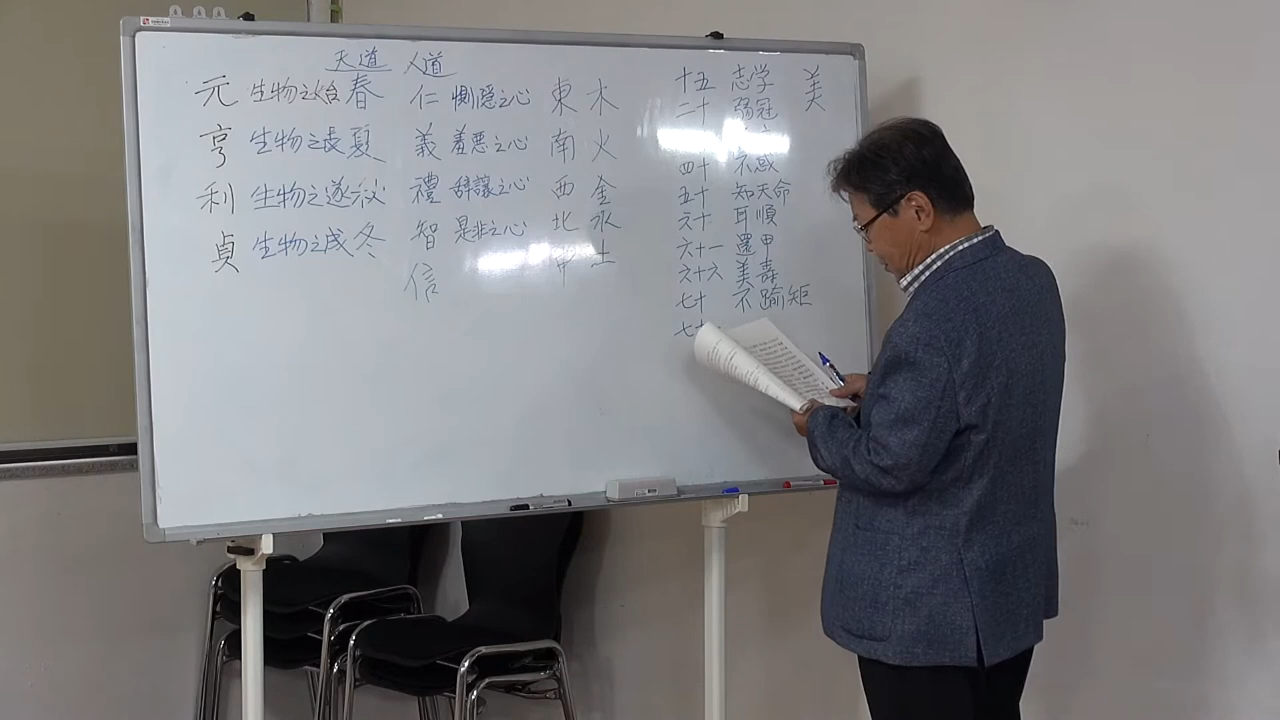 天道 人道
元 生物之始 春 仁 惻隱之心 東 木
亨 生物之長 夏 義 羞惡之心 南 火
利 生物之遂 秋 禮 辞讓之心 西 金
貞 生物之成 冬 智 是非之心 北 水
信 土
十五 志学 美
二十 弱冠
四十 不惑
五十 知天命
六十 耳順
六十一 還甲
六十六 美壽
七十 不踰矩
七十